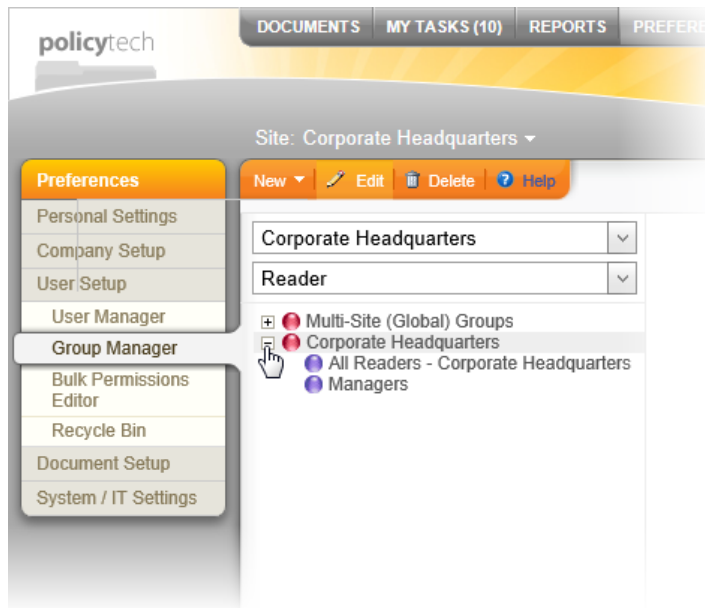 policytech
DOCUMENTS MY TASKS (10) REPORTS PREFERE
Site: Corporate Headquarters
Preferences
New Edit Delete Help
Personal Settings
Company Setup
User Setup
User Manager
Group Manager
Bulk Permissions
Editor
Recycle Bin
Document Setup
System / IT Settings
Corporate Headquarters
Reader
Multi-Site (Global) Groups
Corporate Headquarters
All Readers - Corporate Headquarters
Managers